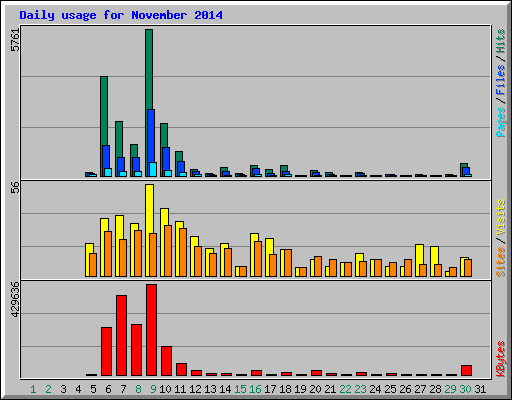 Daily usage for November 2014
5761
Pages / Files / Hits
56
Sites / Visits
429636
KBytes
1 2 3 4 5 6 7 8 9 10 11 12 13 14 15 16 17 18 19 20 21 22 23 24 25 26 27 28 29 30 31